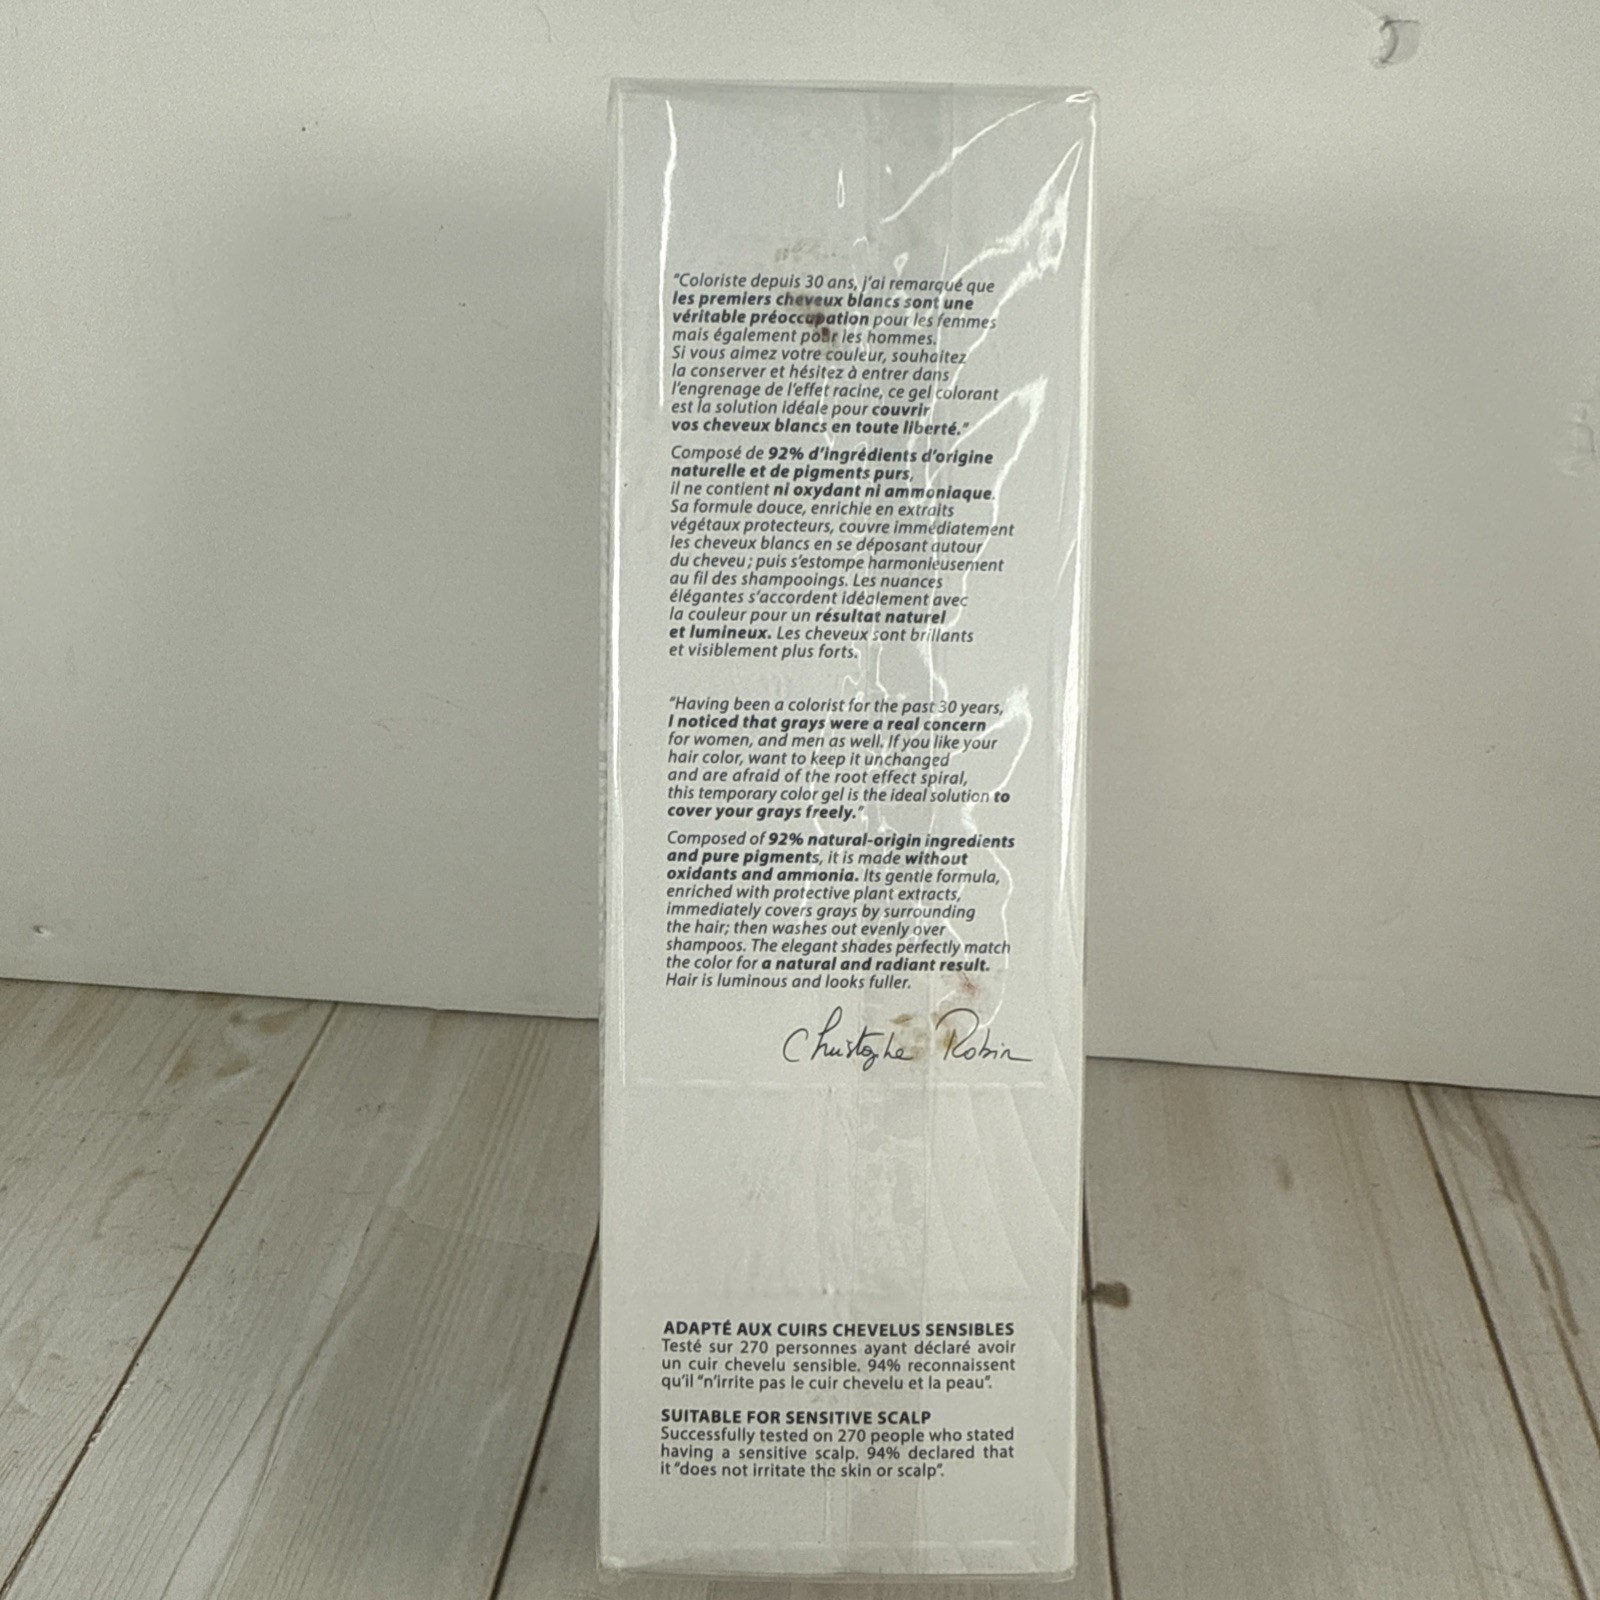 "Coloriste depuis 30 ans, j'ai remarqué que
les premiers cheveux blancs sont une
véritable préoccupation pour les femmes
mais également pour les hommes.
Si vous aimez votre couleur, souhaitez
la conserver et hésitez à entrer dans
l'engrenage de l'effet racine, ce gel colorant
est la solution idéale pour couvrir
vos cheveux blancs en toute liberté."
Composé de 92% d'ingrédients d'origine
naturelle et de pigments purs,
il ne contient ni oxydant ni ammoniaque.
Sa formule douce, enrichie en extraits
végétaux protecteurs, couvre immédiatement
les cheveux blancs en se déposant autour
du cheveu ; puis s'estompe harmonieusement
au fil des shampooings. Les nuances
élégantes s'accordent idéalement avec
la couleur pour un résultat naturel
et lumineux. Les cheveux sont brillants
et visiblement plus forts.
"Having been a colorist for the past 30 years,
I noticed that grays were a real concern
for women, and men as well. If you like your
hair color, want to keep it unchanged
and are afraid of the root effect spiral,
this temporary color gel is the ideal solution to
cover your grays freely."
Composed of 92% natural-origin ingredients
and pure pigments, it is made without
oxidants and ammonia. Its gentle formula,
enriched with protective plant extracts,
immediately covers grays by surrounding
the hair; then washes out evenly over
shampoos. The elegant shades perfectly match
the color for a natural and radiant result.
Hair is luminous and looks fuller.
Christophe Robin
ADAPTÉ AUX CUIRS CHEVELUS SENSIBLES
Testé sur 270 personnes ayant déclaré avoir
un cuir chevelu sensible. 94% reconnaissent
qu'il "n'irrite pas le cuir chevelu et la peau".
SUITABLE FOR SENSITIVE SCALP
Successfully tested on 270 people who stated
having a sensitive scalp. 94% declared that
it "does not irritate the skin or scalp".